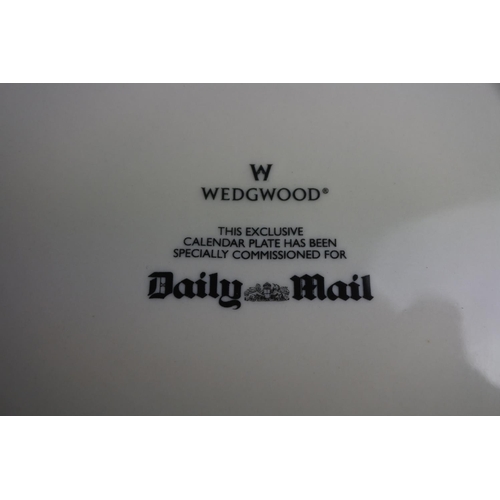 W
WEDGWOOD®
THIS EXCLUSIVE
CALENDAR PLATE HAS BEEN
SPECIALLY COMMISSIONED FOR
Daily Mail